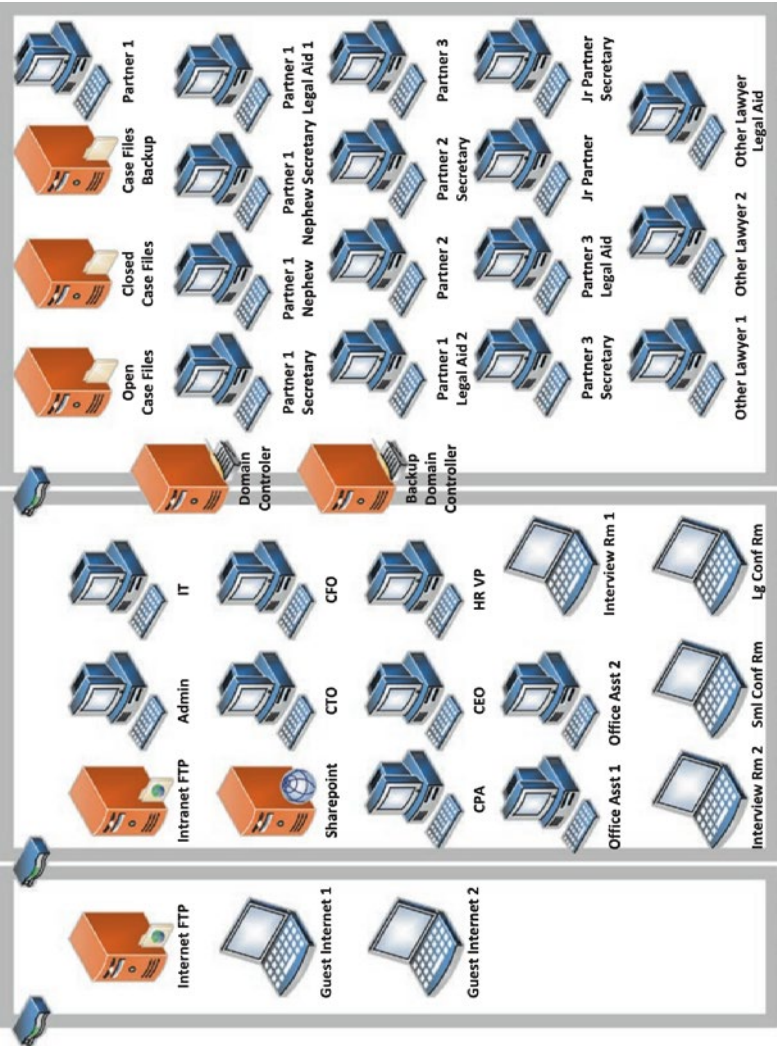 Internet FTP
Guest Internet 1
Guest Internet 2
Intranet FTP
Admin
IT
Sharepoint
CTO
CFO
CPA
CEO
HR VP
Office Asst 1
Office Asst 2
Interview Rm 1
Interview Rm 2
Sml Conf Rm
Lg Conf Rm
Domain
Controler
Backup
Domain
Controller
Open
Case Files
Closed
Case Files
Case Files
Backup
Partner 1
Partner 1
Secretary
Partner 1
Nephew
Partner 1
Nephew Secretary
Partner 1
Legal Aid 1
Partner 1
Legal Aid 2
Partner 2
Partner 2
Secretary
Partner 3
Partner 3
Secretary
Partner 3
Legal Aid
Jr Partner
Jr Partner
Secretary
Other Lawyer 1
Other Lawyer 2
Other Lawyer
Legal Aid